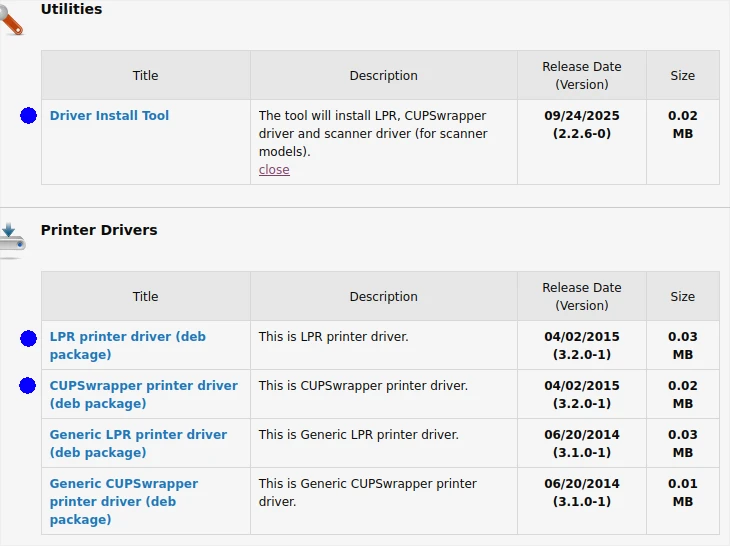 Utilities
Title
Description
Release Date
(Version)
Size
Driver Install Tool
The tool will install LPR, CUPSwrapper
driver and scanner driver (for scanner
models).
close
09/24/2025
(2.2.6-0)
0.02
MB
Printer Drivers
Title
Description
Release Date
(Version)
Size
LPR printer driver (deb
package)
This is LPR printer driver.
04/02/2015
(3.2.0-1)
0.03
MB
CUPSwrapper printer driver
(deb package)
This is CUPSwrapper printer driver.
04/02/2015
(3.2.0-1)
0.02
MB
Generic LPR printer driver
(deb package)
This is Generic LPR printer driver.
06/20/2014
(3.1.0-1)
0.03
MB
Generic CUPSwrapper
printer driver (deb
package)
This is Generic CUPSwrapper printer
driver.
06/20/2014
(3.1.0-1)
0.01
MB